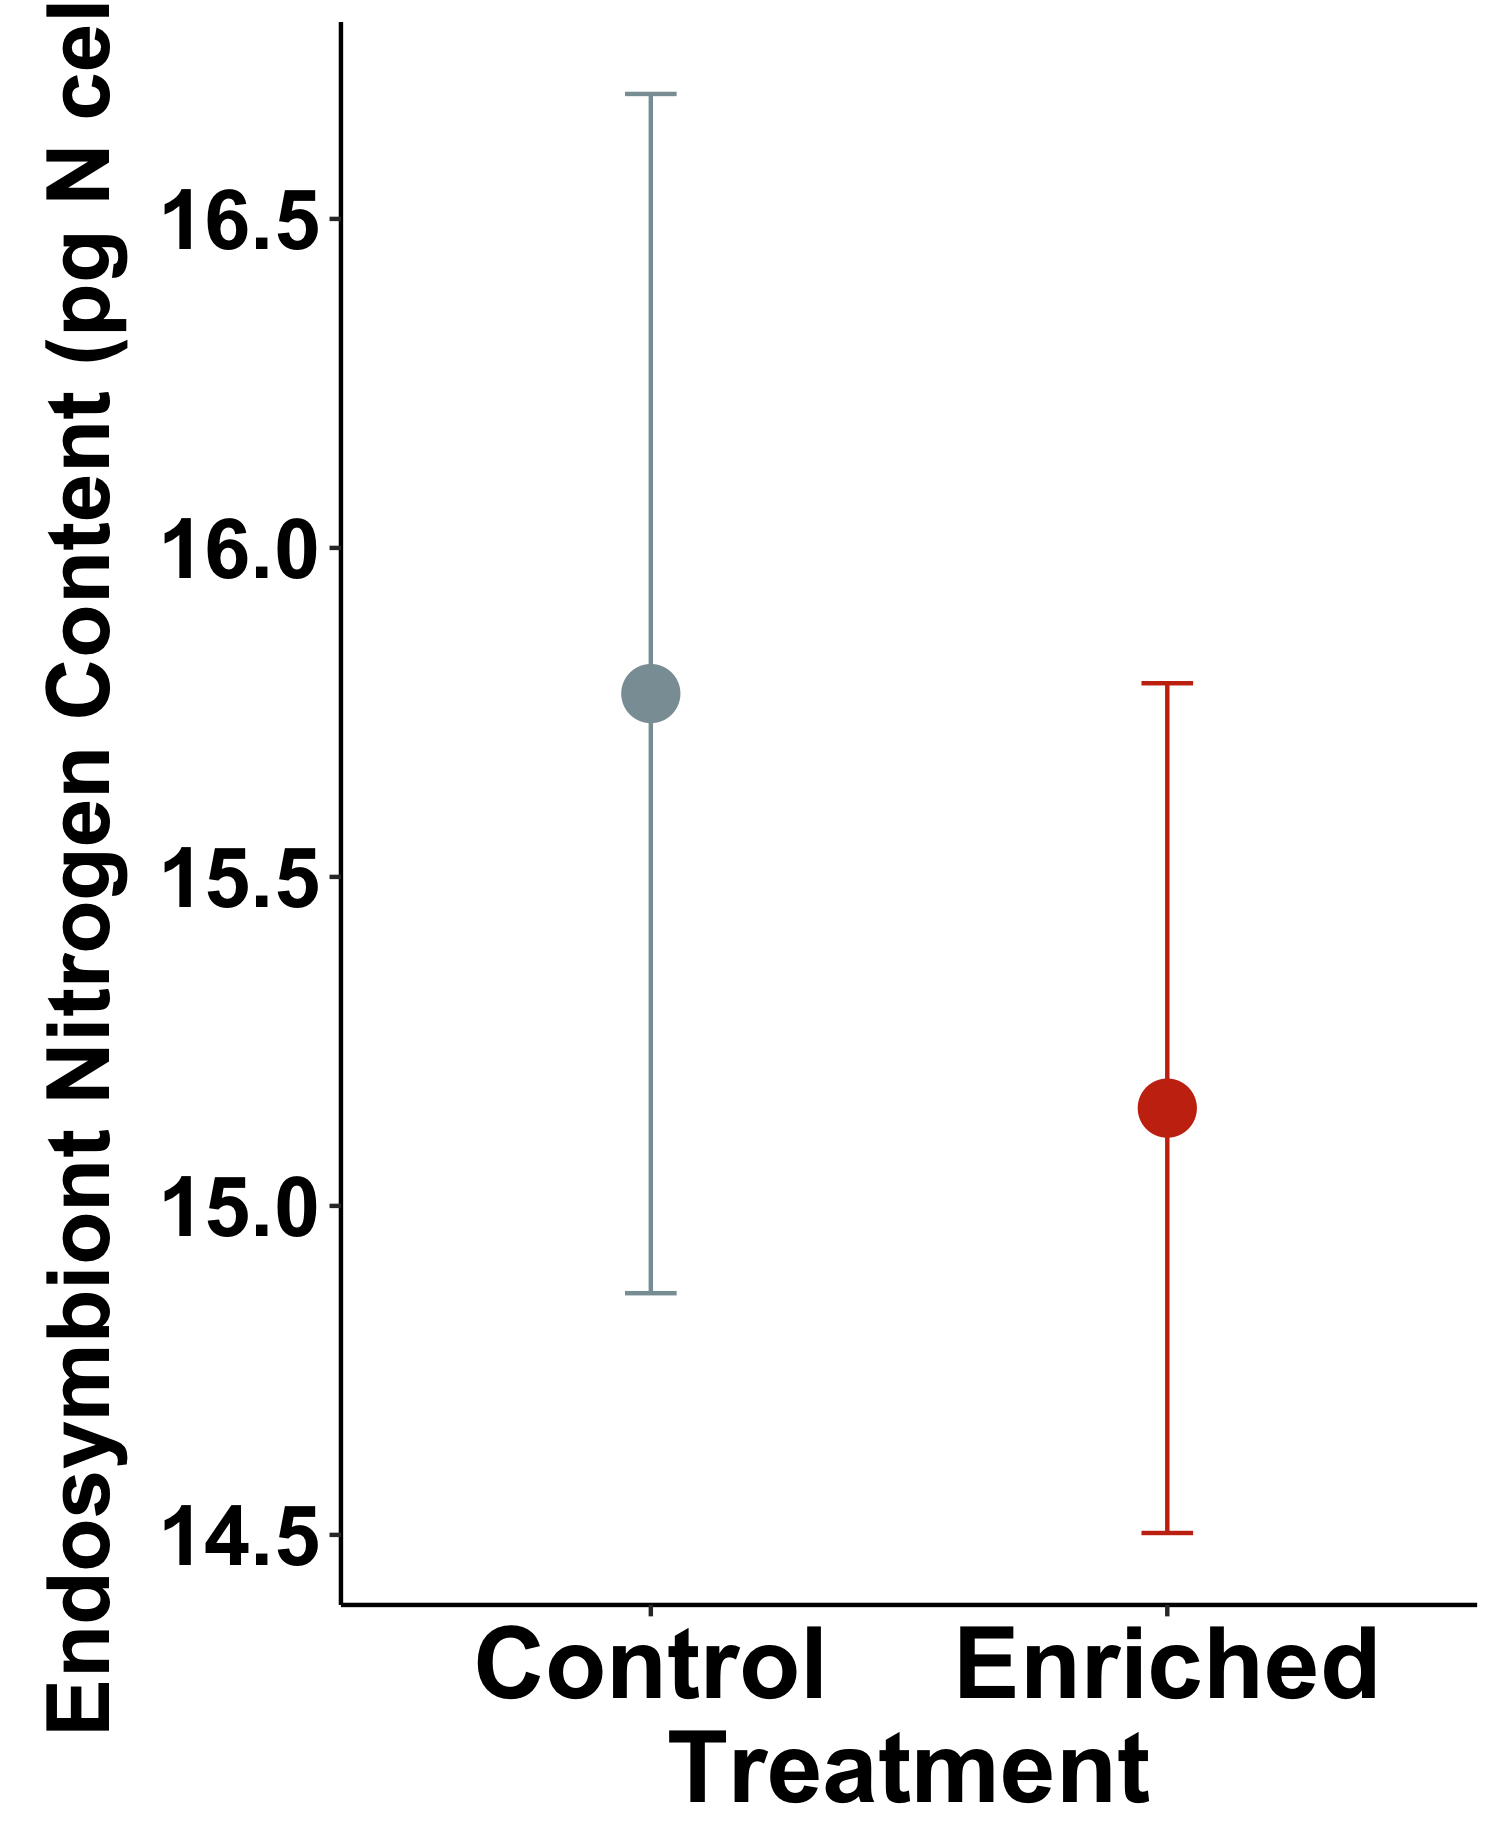 Endosymbiont Nitrogen Content (pg N cel
16.5
16.0
15.5
15.0
14.5
Control Enriched
Treatment